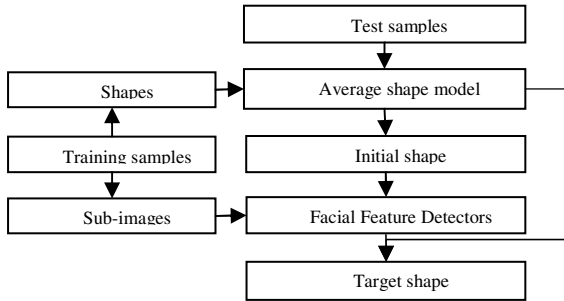 Test samples
Shapes
Average shape model
Training samples
Initial shape
Sub-images
Facial Feature Detectors
Target shape